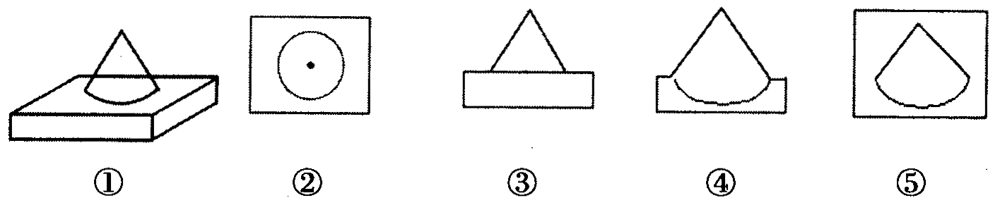 ① ② ③ ④ ⑤